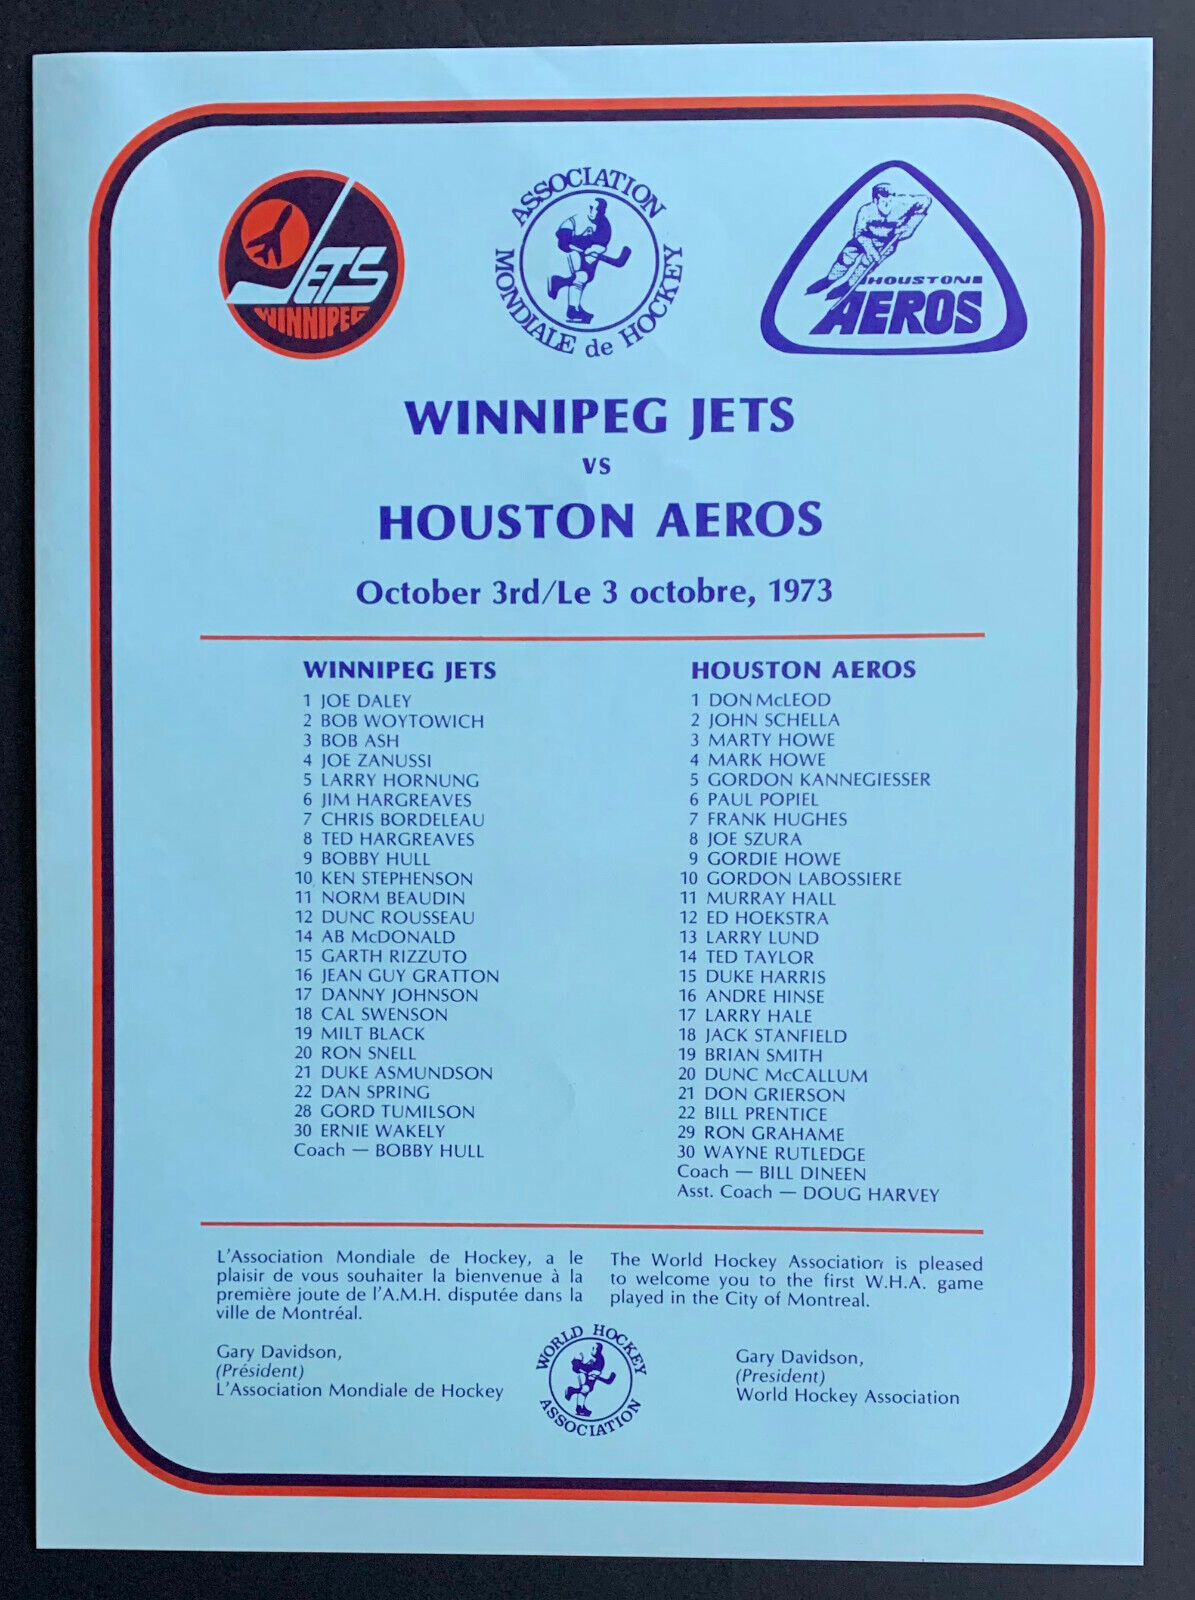 JETS
WINNIPEG
ASSOCIATION
MONDIALE de HOCKEY
HOUSTON
AEROS
WINNIPEG JETS
VS
HOUSTON AEROS
October 3rd/Le 3 octobre, 1973
WINNIPEG JETS
1 JOE DALEY
2 BOB WOYTOWICH
3 BOB ASH
4 JOE ZANUSSI
5 LARRY HORNUNG
6 JIM HARGREAVES
7 CHRIS BORDELEAU
8 TED HARGREAVES
9 BOBBY HULL
10 KEN STEPHENSON
11 NORM BEAUDIN
12 DUNC ROUSSEAU
14 AB McDONALD
15 GARTH RIZZUTO
16 JEAN GUY GRATTON
17 DANNY JOHNSON
18 CAL SWENSON
19 MILT BLACK
20 RON SNELL
21 DUKE ASMUNDSON
22 DAN SPRING
28 GORD TUMILSON
30 ERNIE WAKELY
Coach — BOBBY HULL
HOUSTON AEROS
1 DON McLEOD
2 JOHN SCHELLA
3 MARTY HOWE
4 MARK HOWE
5 GORDON KANNEGIESSER
6 PAUL POPIEL
7 FRANK HUGHES
8 JOE SZURA
9 GORDIE HOWE
10 GORDON LABOSSIERE
11 MURRAY HALL
12 ED HOEKSTRA
13 LARRY LUND
14 TED TAYLOR
15 DUKE HARRIS
16 ANDRE HINSE
17 LARRY HALE
18 JACK STANFIELD
19 BRIAN SMITH
20 DUNC McCALLUM
21 DON GRIERSON
22 BILL PRENTICE
29 RON GRAHAME
30 WAYNE RUTLEDGE
Coach — BILL DINEEN
Asst. Coach — DOUG HARVEY
L'Association Mondiale de Hockey, a le
plaisir de vous souhaiter la bienvenue à la
première joute de l'A.M.H. disputée dans la
ville de Montréal.
Gary Davidson,
(Président)
L'Association Mondiale de Hockey
The World Hockey Association is pleased
to welcome you to the first W.H.A. game
played in the City of Montreal.
Gary Davidson,
(President)
World Hockey Association
WORLD HOCKEY
ASSOCIATION